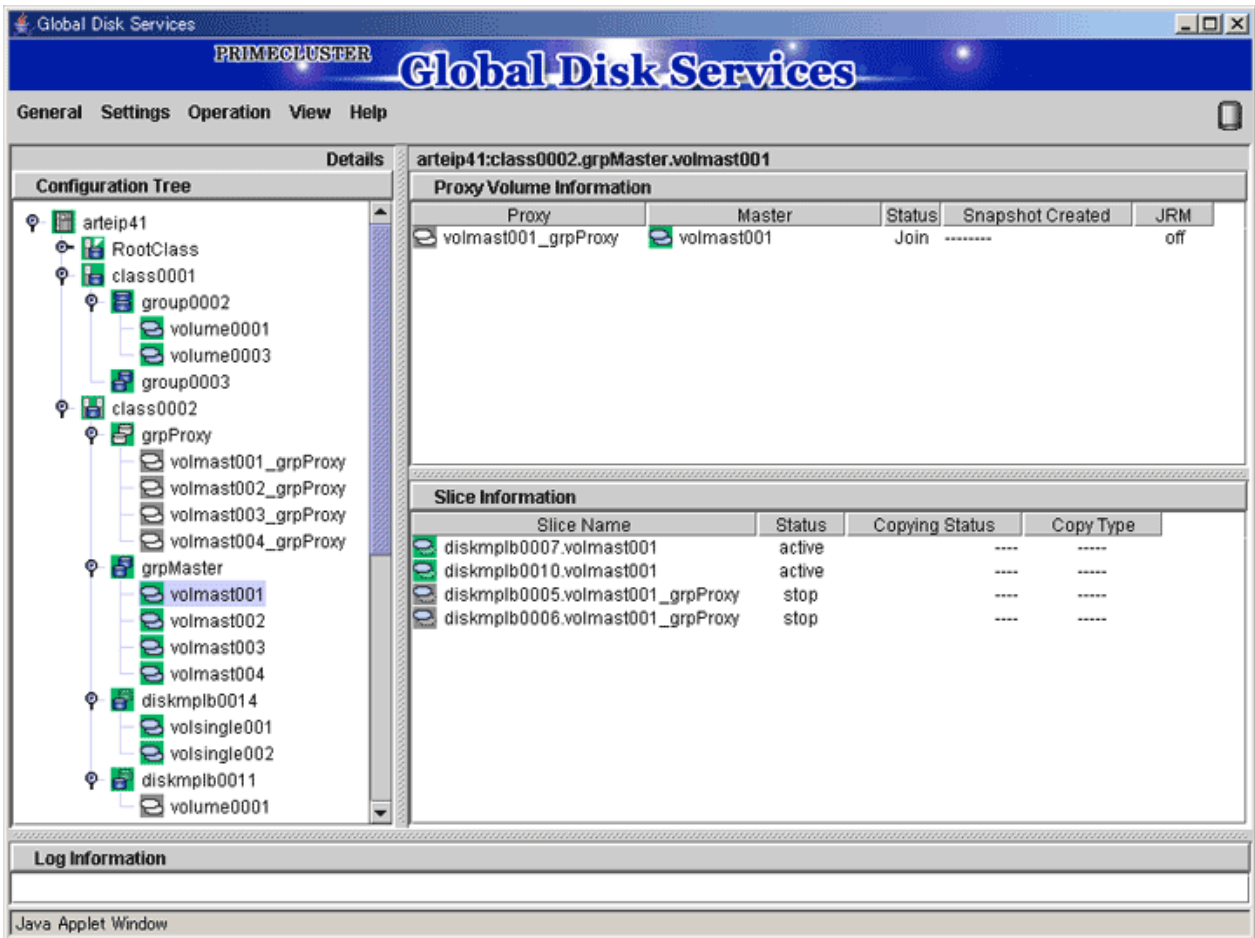 Global Disk Services
PRIMECLUSTER
Global Disk Services
General Settings Operation View Help
Details
Configuration Tree
arteip41
RootClass
class0001
group0002
volume0001
volume0003
group0003
class0002
grpProxy
volmast001_grpProxy
volmast002_grpProxy
volmast003_grpProxy
volmast004_grpProxy
grpMaster
volmast001
volmast002
volmast003
volmast004
diskmplb0014
volsingle001
volsingle002
diskmplb0011
volume0001
arteip41:class0002.grpMaster.volmast001
Proxy Volume Information
Proxy Master Status Snapshot Created JRM
volmast001_grpProxy volmast001 Join -------- off
Slice Information
Slice Name Status Copying Status Copy Type
diskmplb0007.volmast001 active ---- -----
diskmplb0010.volmast001 active ---- -----
diskmplb0005.volmast001_grpProxy stop ---- -----
diskmplb0006.volmast001_grpProxy stop ---- -----
Log Information
Java Applet Window